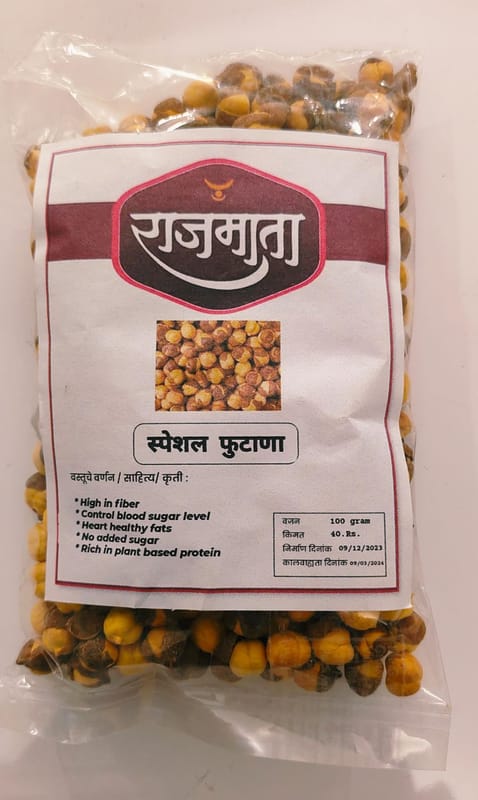 राजमाता
स्पेशल फुटाणा
वस्तूचे वर्णन / साहित्य/ कृती :
* High in fiber
* Control blood sugar level
* Heart healthy fats
* No added sugar
* Rich in plant based protein
वजन 100 gram
किंमत 40.Rs.
निर्माण दिनांक 09/12/2023
कालबाह्यता दिनांक 09/03/2024